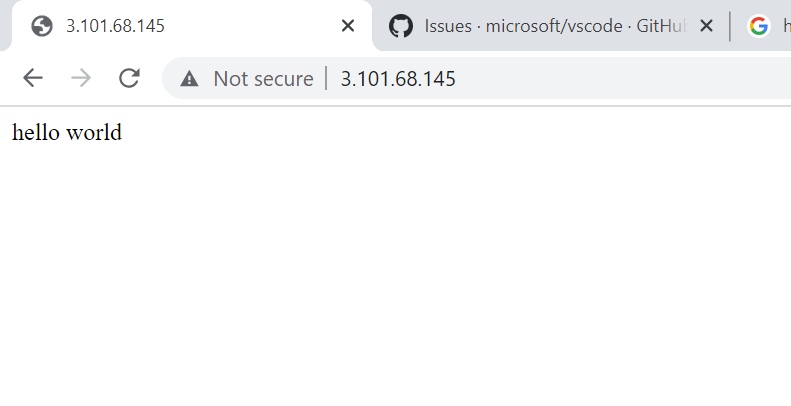 3.101.68.145
Issues · microsoft/vscode · GitHu
Not secure
3.101.68.145
hello world